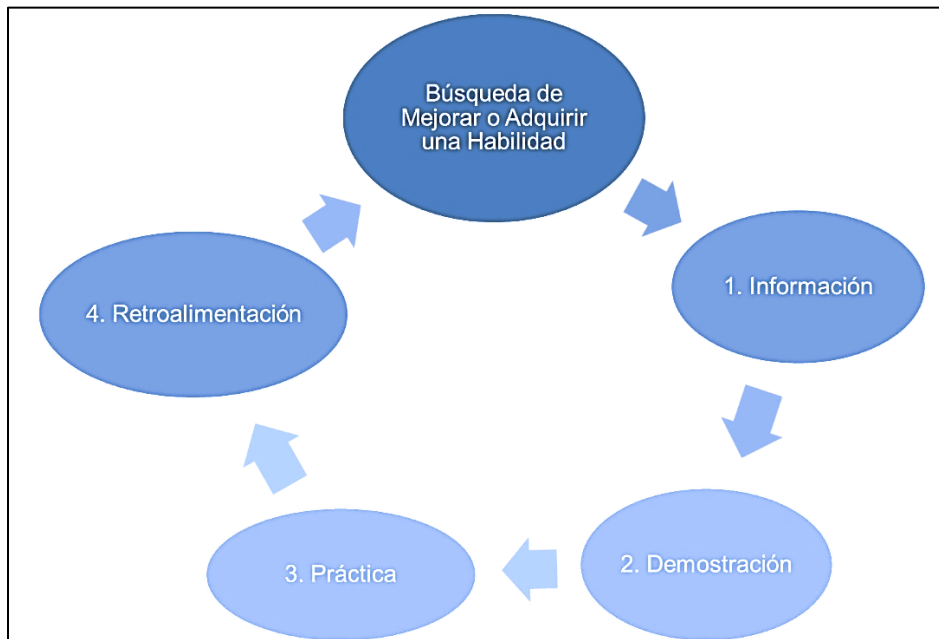 Búsqueda de
Mejorar o Adquirir
una Habilidad
1. Información
2. Demostración
3. Práctica
4. Retroalimentación